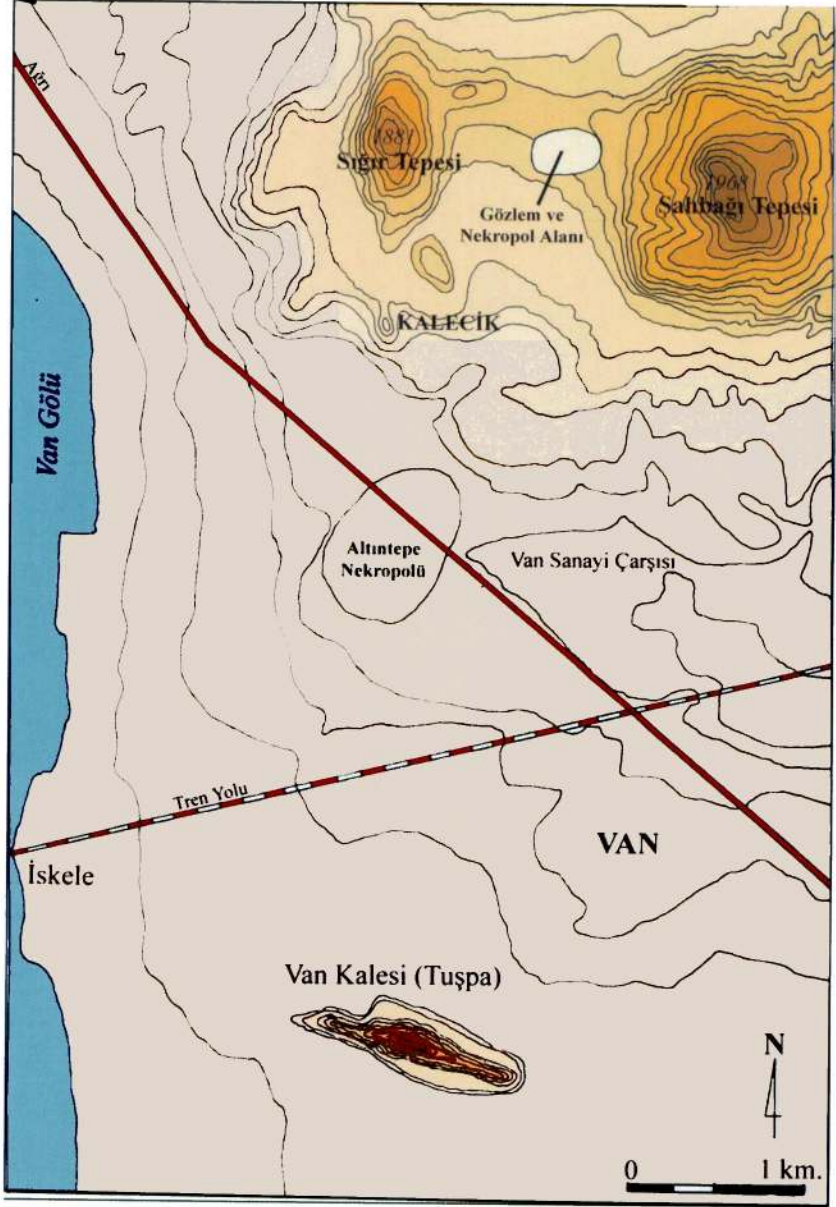 Ağrı
1881
Sığır Tepesi
1968
Şahbağı Tepesi
Gözlem ve
Nekropol Alanı
KALECİK
Van Gölü
Altıntepe
Nekropolü
Van Sanayi Çarşısı
Tren Yolu
VAN
İskele
Van Kalesi (Tuşpa)
N
0 1 km.